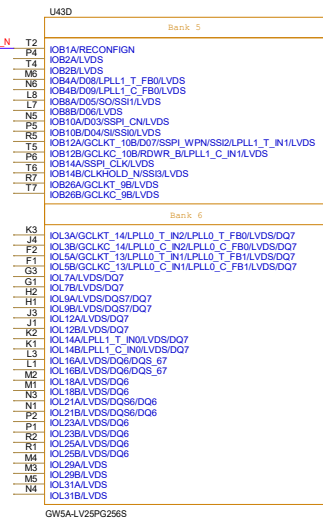 U43D
Bank 5
_N
T2 IOB1A/RECONFIGN
P4 IOB2A/LVDS
T4 IOB2B/LVDS
M6 IOB4A/D08/LPLL1_T_FB0/LVDS
N6 IOB4B/D09/LPLL1_C_FB0/LVDS
L8 IOB8A/D05/SO/SSI1/LVDS
L7 IOB8B/D06/LVDS
N5 IOB10A/D03/SSPI_CN/LVDS
P5 IOB10B/D04/SI/SSI0/LVDS
R5 IOB12A/GCLKT_10B/D07/SSPI_WPN/SSI2/LPLL1_T_IN1/LVDS
T5 IOB12B/GCLKC_10B/RDWR_B/LPLL1_C_IN1/LVDS
P6 IOB14A/SSPI_CLK/LVDS
T6 IOB14B/CLKHOLD_N/SSI3/LVDS
R7 IOB26A/GCLKT_9B/LVDS
T7 IOB26B/GCLKC_9B/LVDS
Bank 6
K3 IOL3A/GCLKT_14/LPLL0_T_IN2/LPLL0_T_FB0/LVDS/DQ7
J4 IOL3B/GCLKC_14/LPLL0_C_IN2/LPLL0_C_FB0/LVDS/DQ7
F2 IOL5A/GCLKT_13/LPLL0_T_IN1/LPLL0_T_FB1/LVDS/DQ7
F1 IOL5B/GCLKC_13/LPLL0_C_IN1/LPLL0_C_FB1/LVDS/DQ7
G3 IOL7A/LVDS/DQ7
G1 IOL7B/LVDS/DQ7
H2 IOL9A/LVDS/DQS7/DQ7
H1 IOL9B/LVDS/DQS7/DQ7
J3 IOL12A/LVDS/DQ7
J1 IOL12B/LVDS/DQ7
K2 IOL14A/LPLL1_T_IN0/LVDS/DQ7
K1 IOL14B/LPLL1_C_IN0/LVDS/DQ7
L3 IOL16A/LVDS/DQ6/DQS_67
L1 IOL16B/LVDS/DQ6/DQS_67
M2 IOL18A/LVDS/DQ6
M1 IOL18B/LVDS/DQ6
N3 IOL21A/LVDS/DQS6/DQ6
N1 IOL21B/LVDS/DQS6/DQ6
P2 IOL23A/LVDS/DQ6
P1 IOL23B/LVDS/DQ6
R2 IOL25A/LVDS/DQ6
R1 IOL25B/LVDS/DQ6
M4 IOL29A/LVDS
M3 IOL29B/LVDS
M5 IOL31A/LVDS
N4 IOL31B/LVDS
GW5A-LV25PG256S